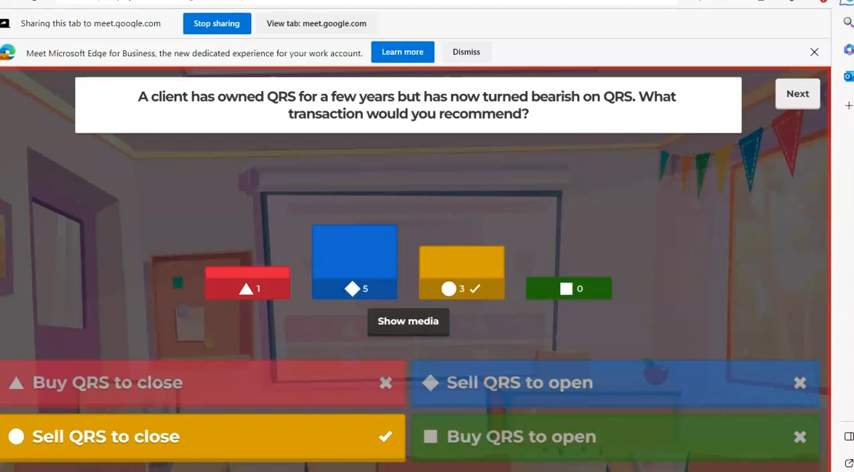 Sharing this tab to meet.google.com
Stop sharing
View tab: meet.google.com
Meet Microsoft Edge for Business, the new dedicated experience for your work account.
Learn more
Dismiss
A client has owned QRS for a few years but has now turned bearish on QRS. What
transaction would you recommend?
Next
1
5
3
0
Show media
Buy QRS to close
Sell QRS to open
Sell QRS to close
Buy QRS to open